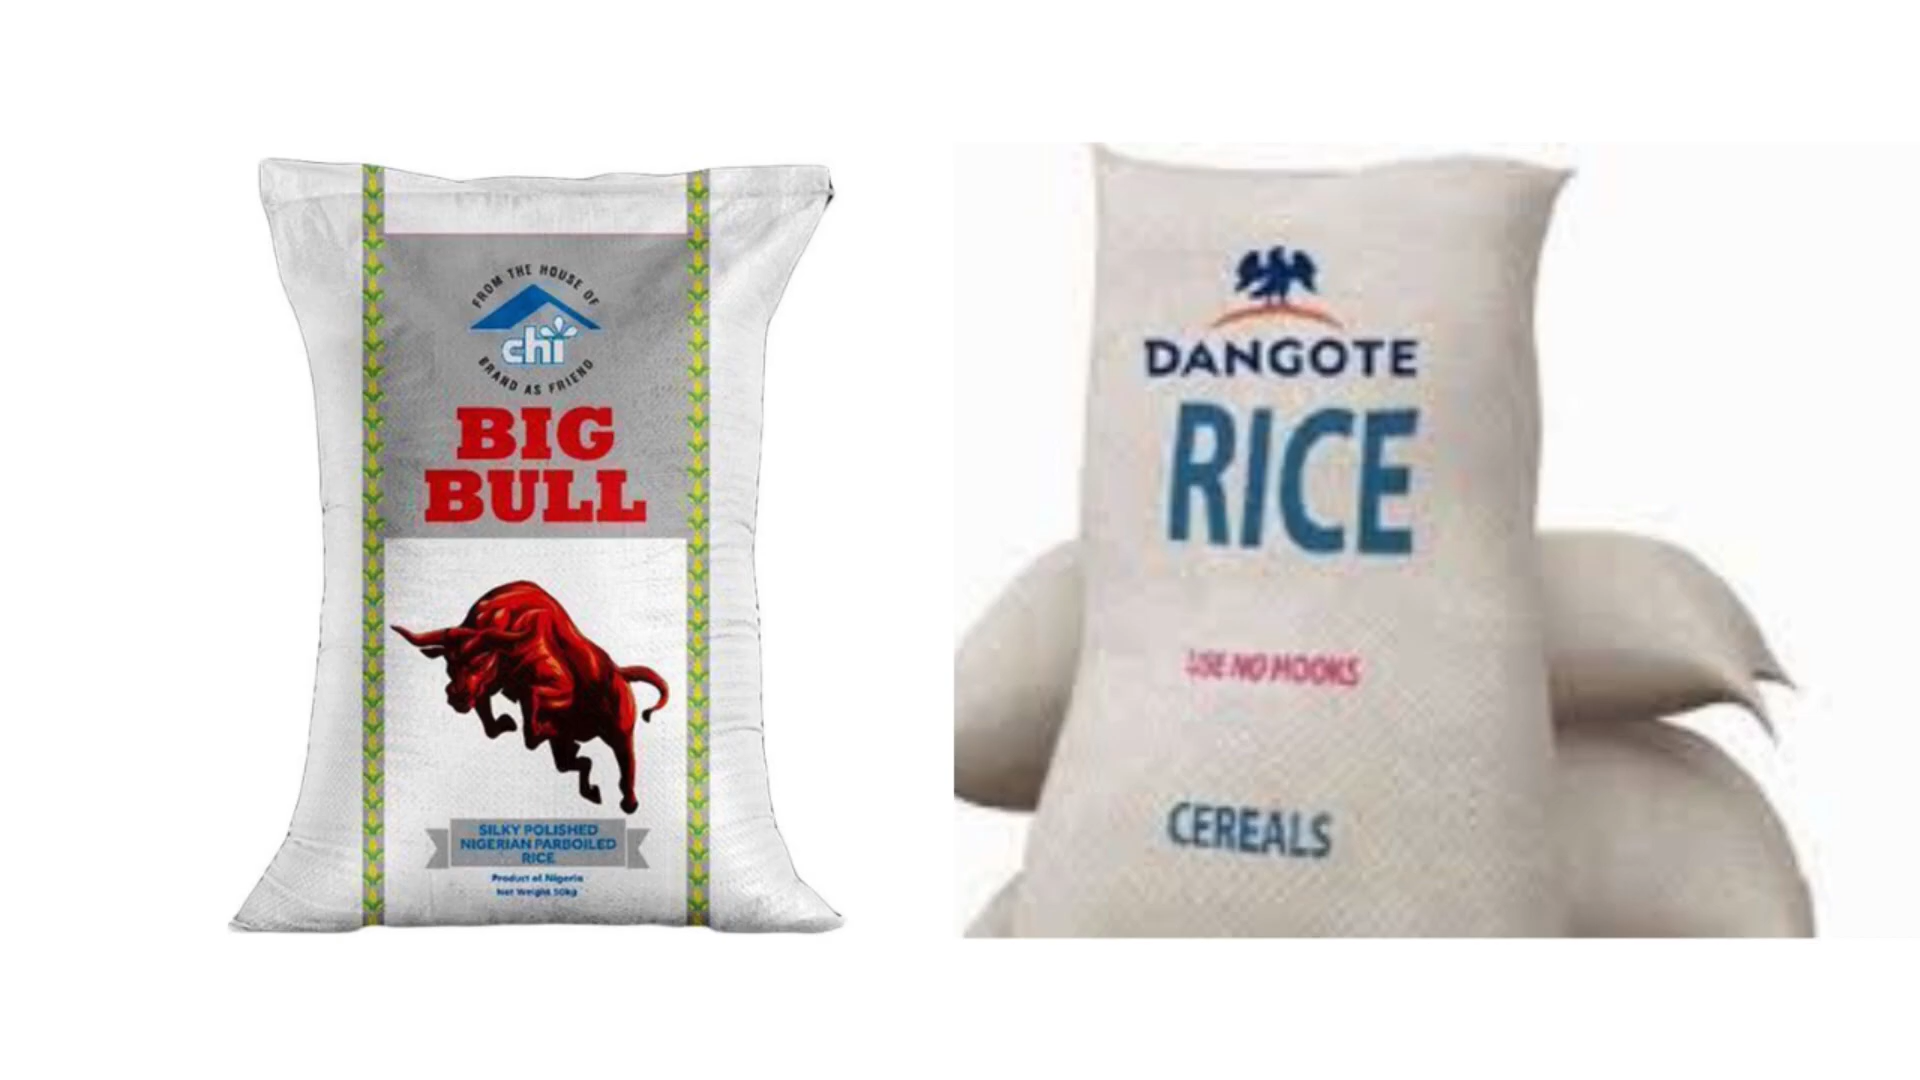 FROM THE HOUSE OF
chi
BRAND AS FRIEND
BIG
BULL
SILKY POLISHED
NIGERIAN PARBOILED
RICE
Product of Nigeria
Net Weight 50kg
DANGOTE
RICE
USE NO HOOKS
CEREALS